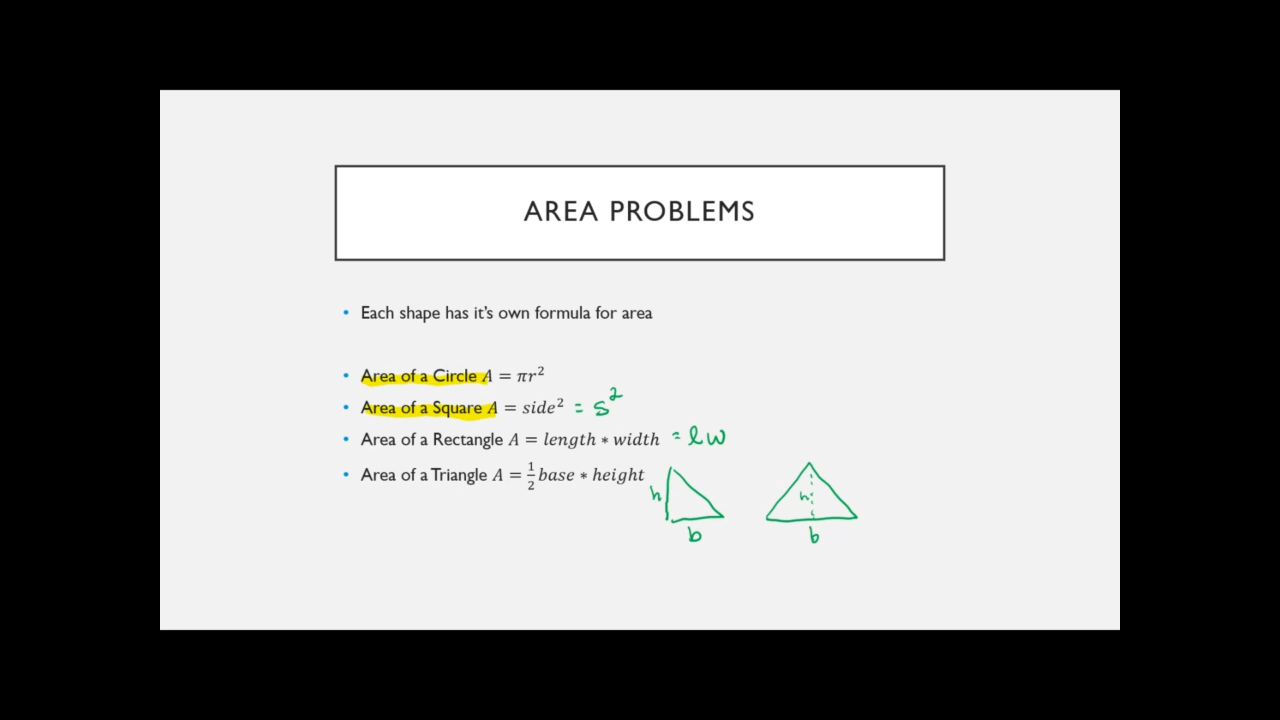 AREA PROBLEMS
• Each shape has it's own formula for area
• Area of a Circle A = πr²
• Area of a Square A = side² = s²
• Area of a Rectangle A = length * width = lw
• Area of a Triangle A = 1/2 base * height
h
b
h
b